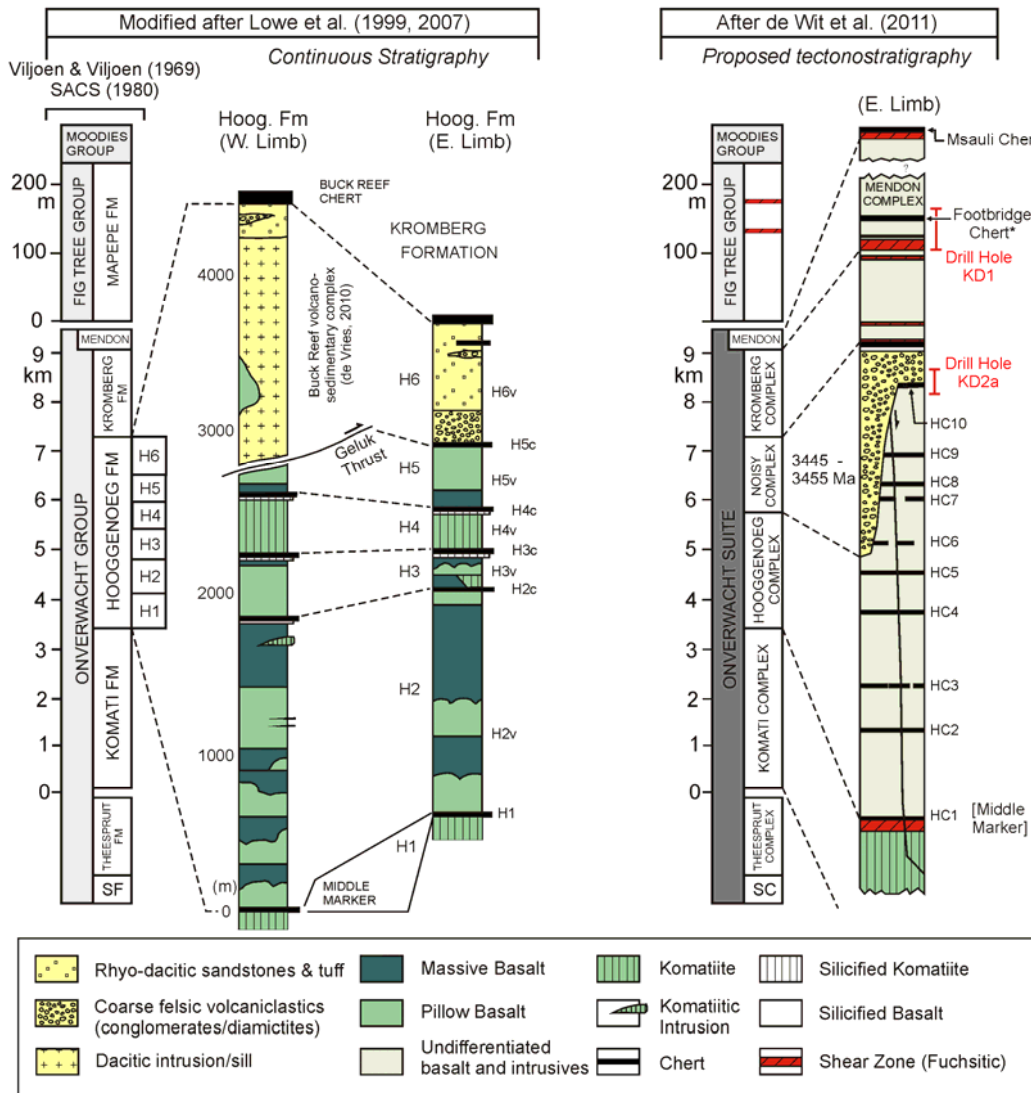 Modified after Lowe et al. (1999, 2007)
Continuous Stratigraphy
Viljoen & Viljoen (1969)
SACS (1980)
Hoog. Fm
(W. Limb)
Hoog. Fm
(E. Limb)
MOODIES
GROUP
200
m
100
0
FIG TREE GROUP
MAPEPE FM
9
km
8
7
6
5
4
3
2
1
0
ONVERWACHT GROUP
MENDON
KROMBERG
FM
HOOGGENOEG FM
KOMATI FM
THEESPRUIT
FM
SF
H6
H5
H4
H3
H2
H1
4000
3000
2000
1000
(m)
0
BUCK REEF
CHERT
KROMBERG
FORMATION
Buck Reef volcano-
sedimentary complex
(de Vries, 2010)
Geluk
Thrust
H6
H5
H4
H3
H2
H1
MIDDLE
MARKER
H6v
H5c
H5v
H4c
H4v
H3c
H3v
H2c
H2v
H1
After de Wit et al. (2011)
Proposed tectonostratigraphy
(E. Limb)
MOODIES
GROUP
200
m
100
0
FIG TREE GROUP
9
km
8
7
6
5
4
3
2
1
0
ONVERWACHT SUITE
MENDON
KROMBERG
COMPLEX
NOISY
COMPLEX
HOOGGENOEG
COMPLEX
KOMATI COMPLEX
THEESPRUIT
COMPLEX
SC
3445 -
3455 Ma
Msauli Cher
?
MENDON
COMPLEX
Footbridge
Chert*
Drill Hole
KD1
Drill Hole
KD2a
HC10
HC9
HC8
HC7
HC6
HC5
HC4
HC3
HC2
HC1
[Middle
Marker]
Rhyo-dacitic sandstones & tuff
Coarse felsic volcaniclastics
(conglomerates/diamictites)
Dacitic intrusion/sill
Massive Basalt
Pillow Basalt
Undifferentiated
basalt and intrusives
Komatiite
Komatiitic
Intrusion
Chert
Silicified Komatiite
Silicified Basalt
Shear Zone (Fuchsitic)